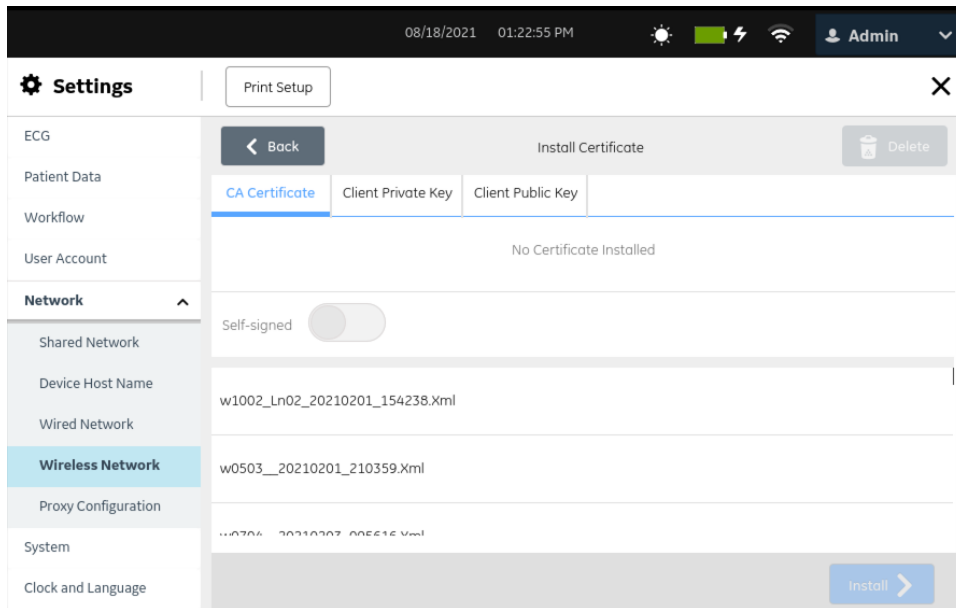 08/18/2021 01:22:55 PM Admin
Settings Print Setup
ECG
Patient Data
Workflow
User Account
Network
Shared Network
Device Host Name
Wired Network
Wireless Network
Proxy Configuration
System
Clock and Language
Back Install Certificate Delete
CA Certificate Client Private Key Client Public Key
No Certificate Installed
Self-signed
w1002_Ln02_20210201_154238.Xml
w0503__20210201_210359.Xml
Install